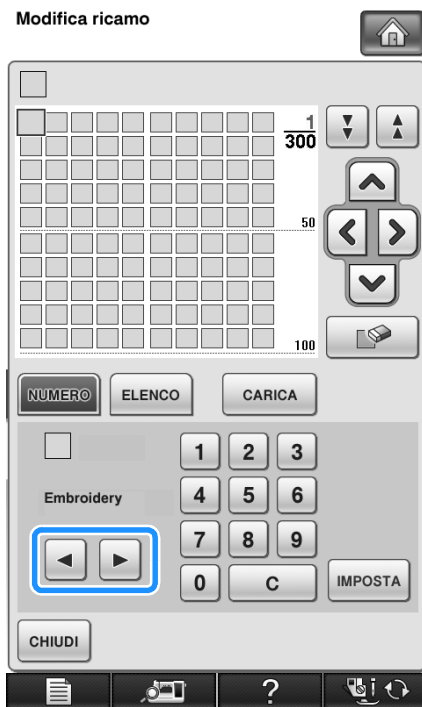 Modifica ricamo
1
300
50
100
NUMERO ELENCO CARICA
1 2 3
Embroidery 4 5 6
7 8 9
0 C IMPOSTA
CHIUDI
?